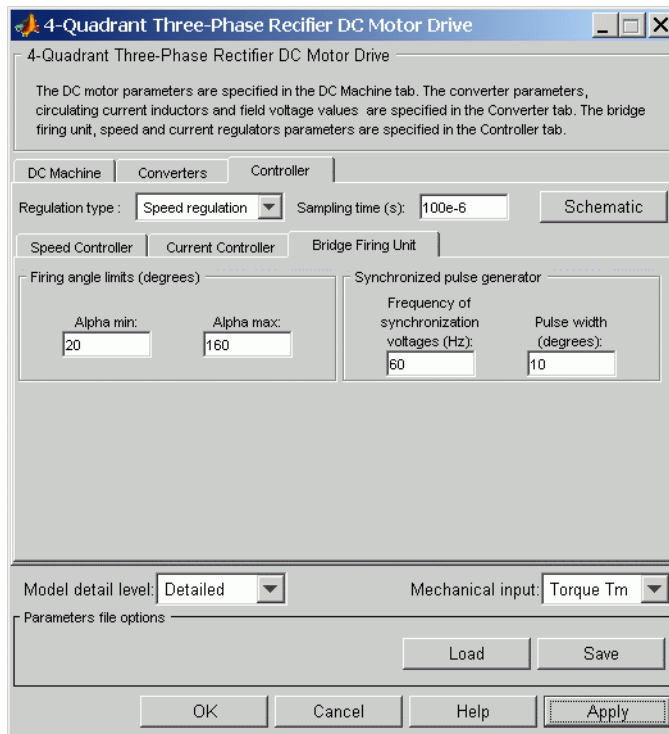 4-Quadrant Three-Phase Recifier DC Motor Drive
4-Quadrant Three-Phase Rectifier DC Motor Drive
The DC motor parameters are specified in the DC Machine tab. The converter parameters,
circulating current inductors and field voltage values are specified in the Converter tab. The bridge
firing unit, speed and current regulators parameters are specified in the Controller tab.
DC Machine Converters Controller
Regulation type : Speed regulation Sampling time (s): 100e-6 Schematic
Speed Controller Current Controller Bridge Firing Unit
Firing angle limits (degrees)
Alpha min:
20
Alpha max:
160
Synchronized pulse generator
Frequency of
synchronization
voltages (Hz):
60
Pulse width
(degrees):
10
Model detail level: Detailed Mechanical input: Torque Tm
Parameters file options
Load Save
OK Cancel Help Apply